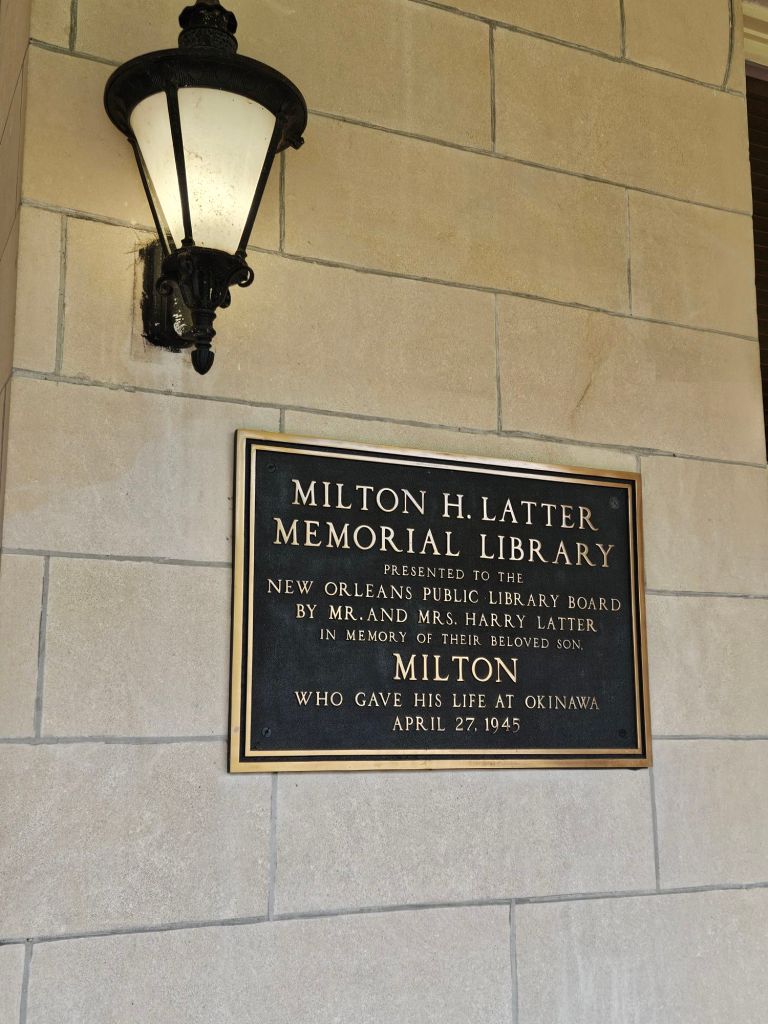 MILTON H. LATTER
MEMORIAL LIBRARY
PRESENTED TO THE
NEW ORLEANS PUBLIC LIBRARY BOARD
BY MR. AND MRS. HARRY LATTER
IN MEMORY OF THEIR BELOVED SON,
MILTON
WHO GAVE HIS LIFE AT OKINAWA
APRIL 27, 1945